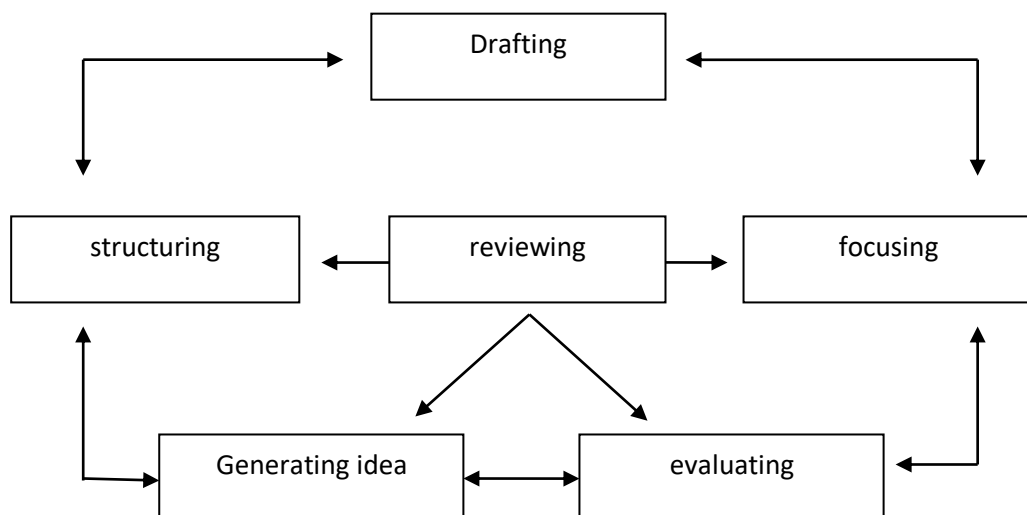 Drafting
structuring
reviewing
focusing
Generating idea
evaluating